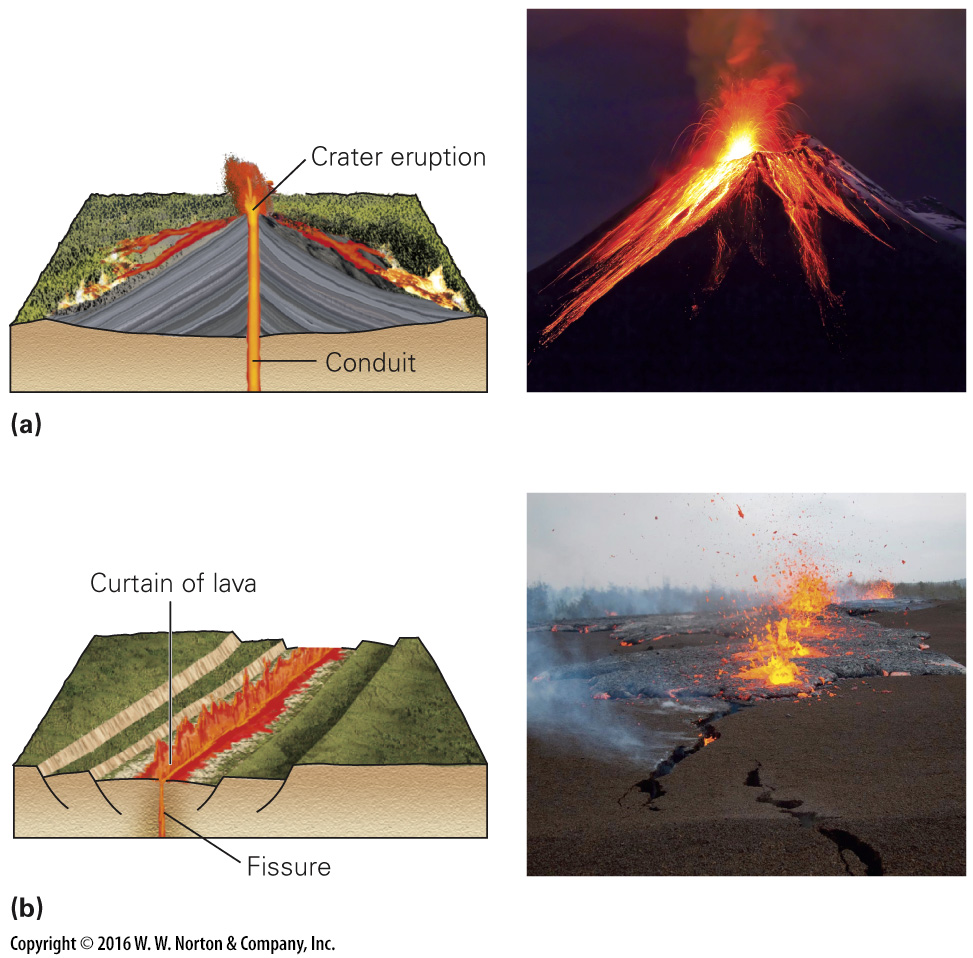 Crater eruption
Conduit
(a)
Curtain of lava
Fissure
(b)
Copyright © 2016 W. W. Norton & Company, Inc.